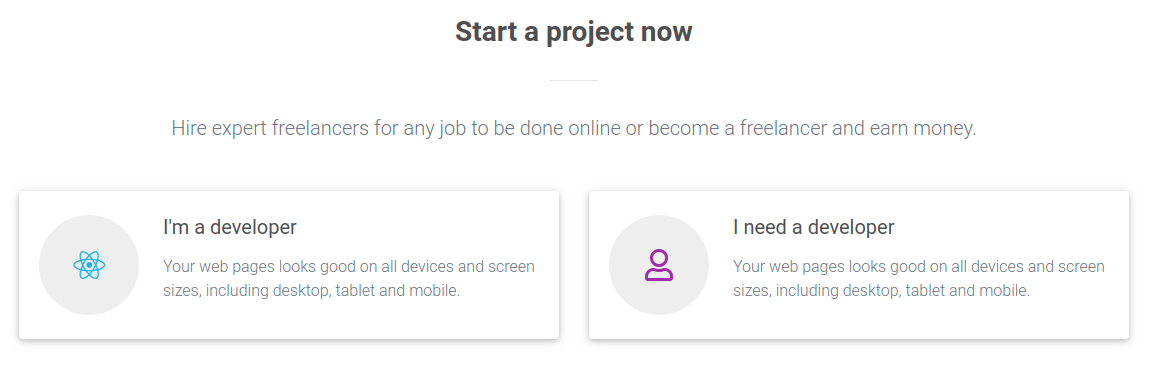 Start a project now
Hire expert freelancers for any job to be done online or become a freelancer and earn money.
I'm a developer
Your web pages looks good on all devices and screen
sizes, including desktop, tablet and mobile.
I need a developer
Your web pages looks good on all devices and screen
sizes, including desktop, tablet and mobile.